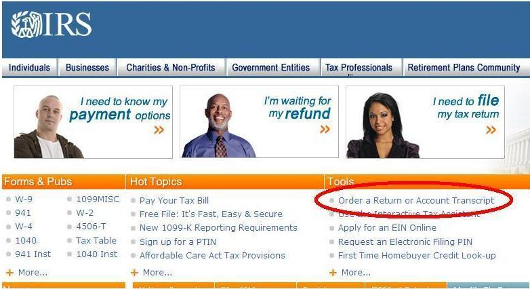 IRS
Individuals
Businesses
Charities & Non-Profits
Government Entities
Tax Professionals
Retirement Plans Community
I need to know my
payment options
I'm waiting for
my refund
I need to file
my tax return
Forms & Pubs
W-9
1099MISC
941
W-2
W-4
4506-T
1040
Tax Table
941 Inst
1040 Inst
+ More...
Hot Topics
Pay Your Tax Bill
Free File: It's Fast, Easy & Secure
New 1099-K Reporting Requirements
Sign up for a PTIN
Affordable Care Act Tax Provisions
+ More...
Tools
Order a Return or Account Transcript
Use the Interactive Tax Assistant
Apply for an EIN Online
Request an Electronic Filing PIN
First Time Homebuyer Credit Look-up
+ More...